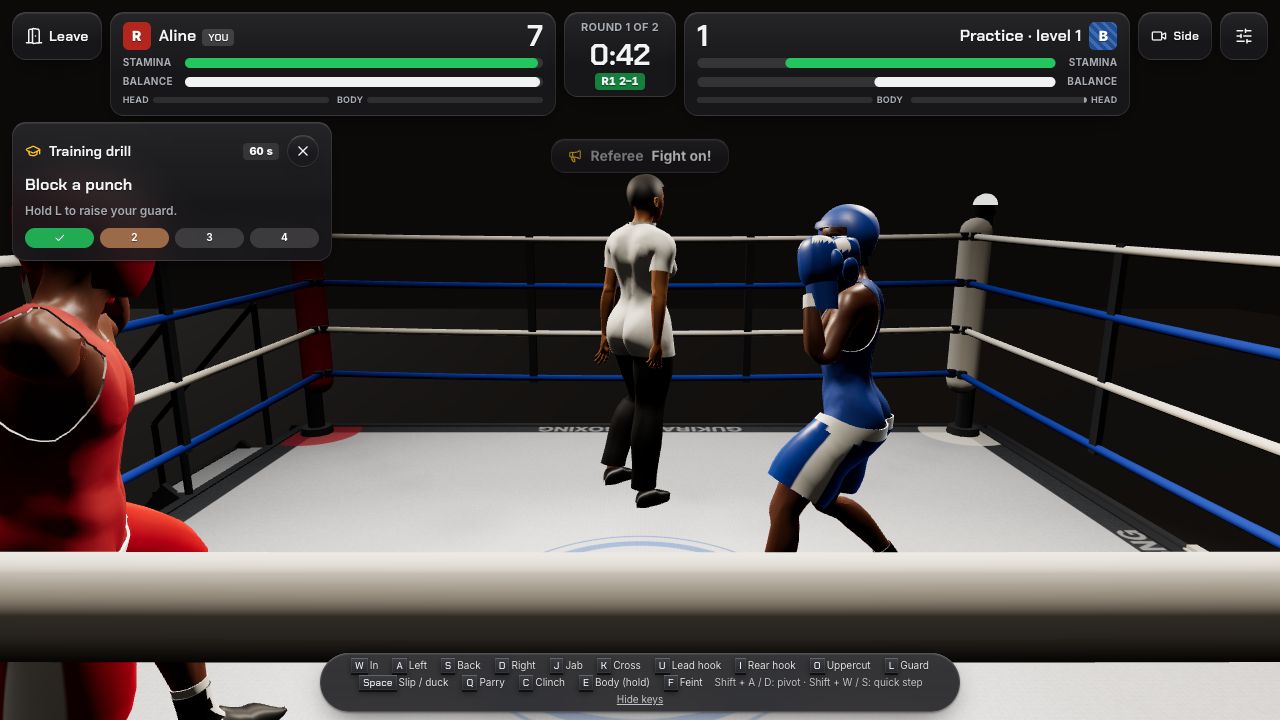 Leave
R Aline YOU 7
STAMINA
BALANCE
HEAD BODY
ROUND 1 OF 2
0:42
R1 2–1
1 Practice · level 1 B
STAMINA
BALANCE
BODY HEAD
Side
Training drill 60 s
Block a punch
Hold L to raise your guard.
2 3 4
Referee Fight on!
W In A Left S Back D Right J Jab K Cross U Lead hook I Rear hook O Uppercut L Guard
Space Slip / duck Q Parry C Clinch E Body (hold) F Feint Shift + A / D: pivot · Shift + W / S: quick step
Hide keys